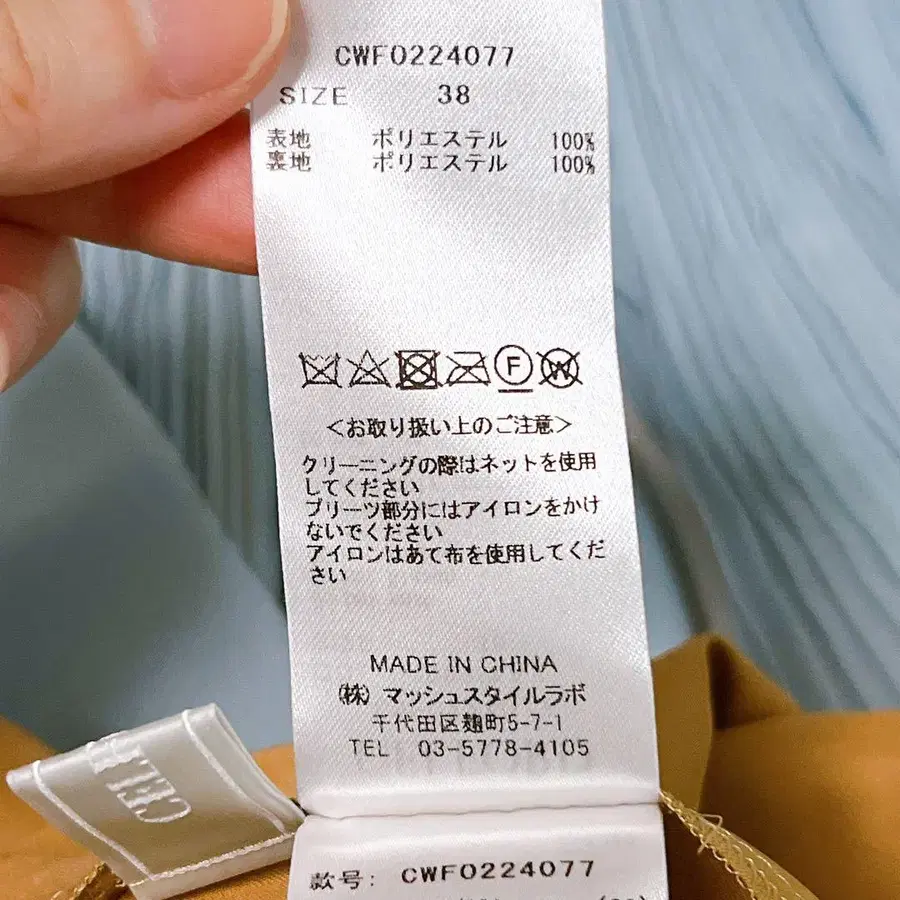 CWF0224077
SIZE 38
表地 ポリエステル 100%
裏地 ポリエステル 100%
F
W
<お取り扱い上のご注意>
クリーニングの際はネットを使用
してください
プリーツ部分にはアイロンをかけ
ないでください
アイロンはあて布を使用してくだ
さい
MADE IN CHINA
(株) マッシュスタイルラボ
千代田区麹町5-7-1
TEL 03-5778-4105
CEL
款号: CWF0224077